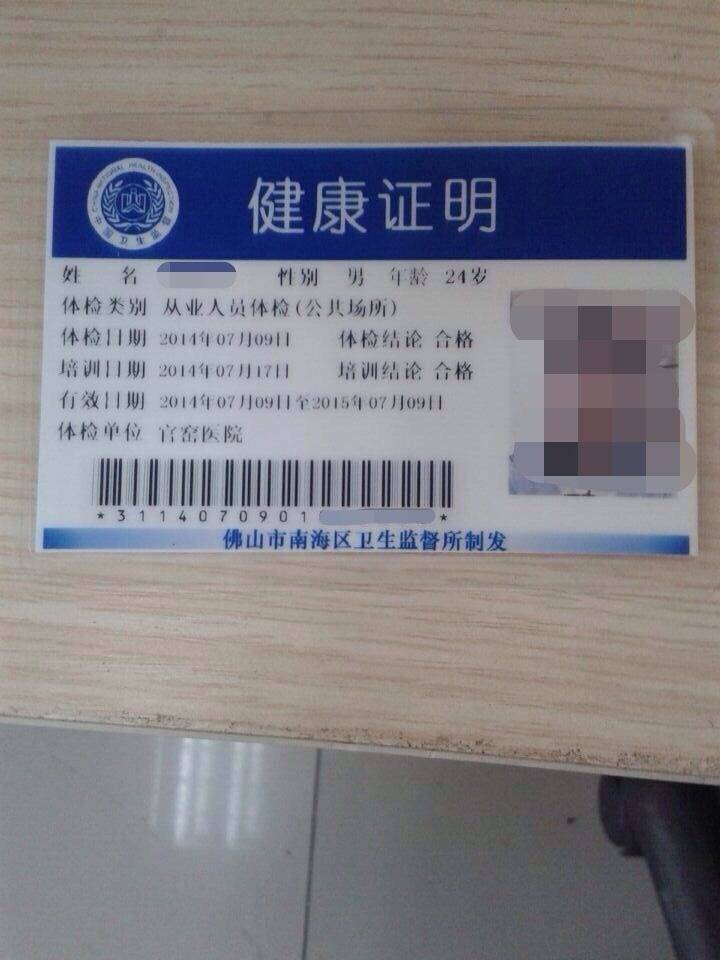 健康证明
姓 名 性别 男 年龄 24岁
体检类别 从业人员体检(公共场所)
体检日期 2014年07月09日 体检结论 合格
培训日期 2014年07月17日 培训结论 合格
有效日期 2014年07月09日至2015年07月09日
体检单位 官窑医院
*3114070901 *
佛山市南海区卫生监督所制发